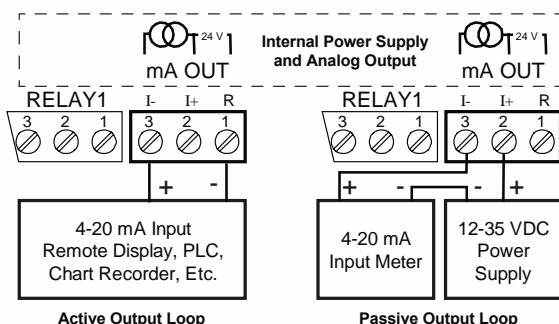 24 V
mA OUT
Internal Power Supply
and Analog Output
24 V
mA OUT
RELAY1
I- I+ R
3 2 1 3 2 1
+ -
4-20 mA Input
Remote Display, PLC,
Chart Recorder, Etc.
Active Output Loop
RELAY1
I- I+ R
3 2 1 3 2 1
+ - - +
4-20 mA
Input Meter
12-35 VDC
Power
Supply
Passive Output Loop